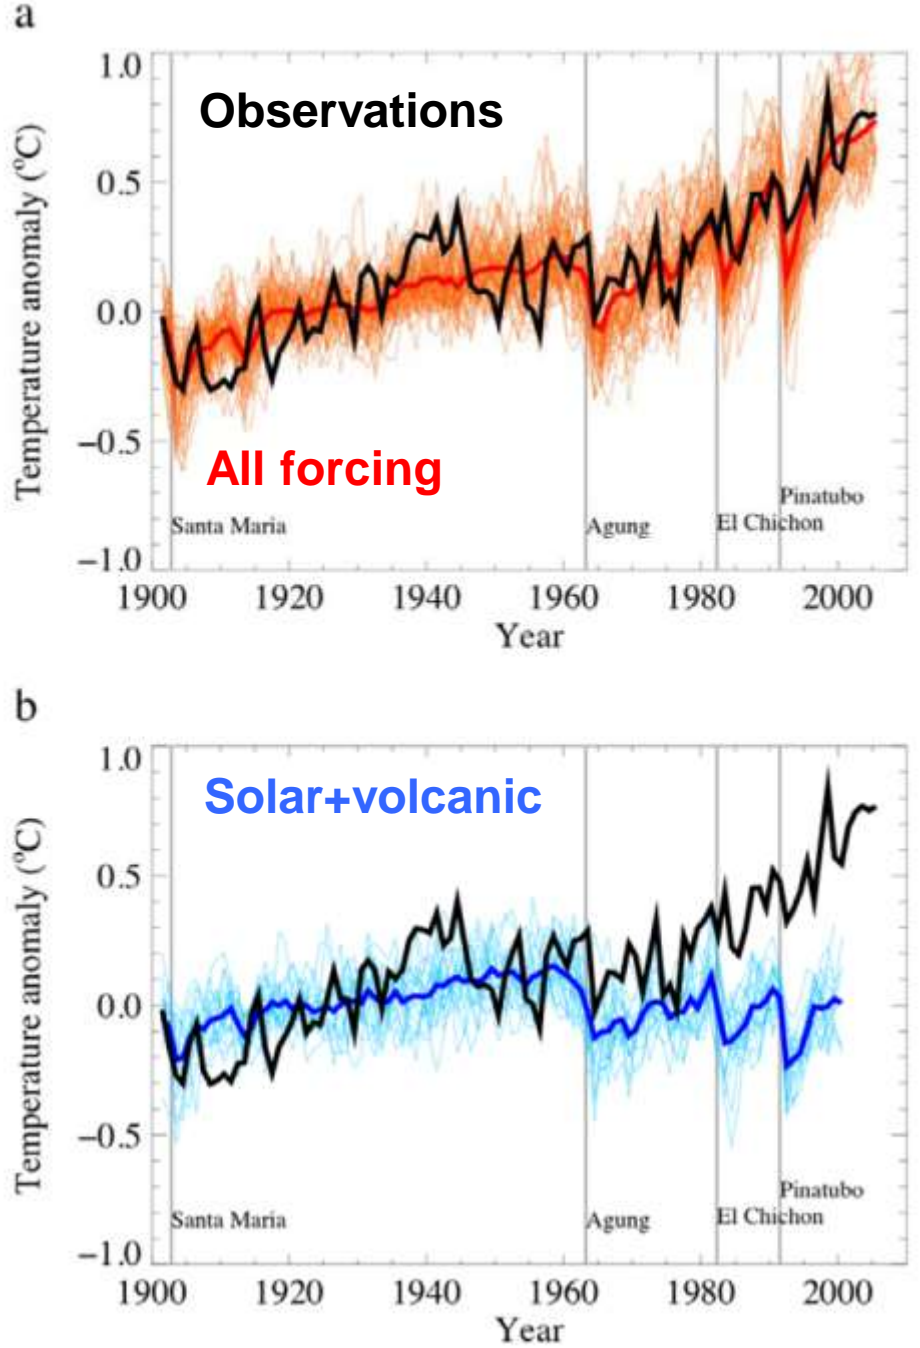 a
1.0
Observations
0.5
0.0
−0.5
All forcing
Pinatubo
Santa Maria
Agung
El Chichon
−1.0
1900 1920 1940 1960 1980 2000
Year
Temperature anomaly (°C)
b
1.0
Solar+volcanic
0.5
0.0
−0.5
Pinatubo
Santa Maria
Agung
El Chichon
−1.0
1900 1920 1940 1960 1980 2000
Year
Temperature anomaly (°C)